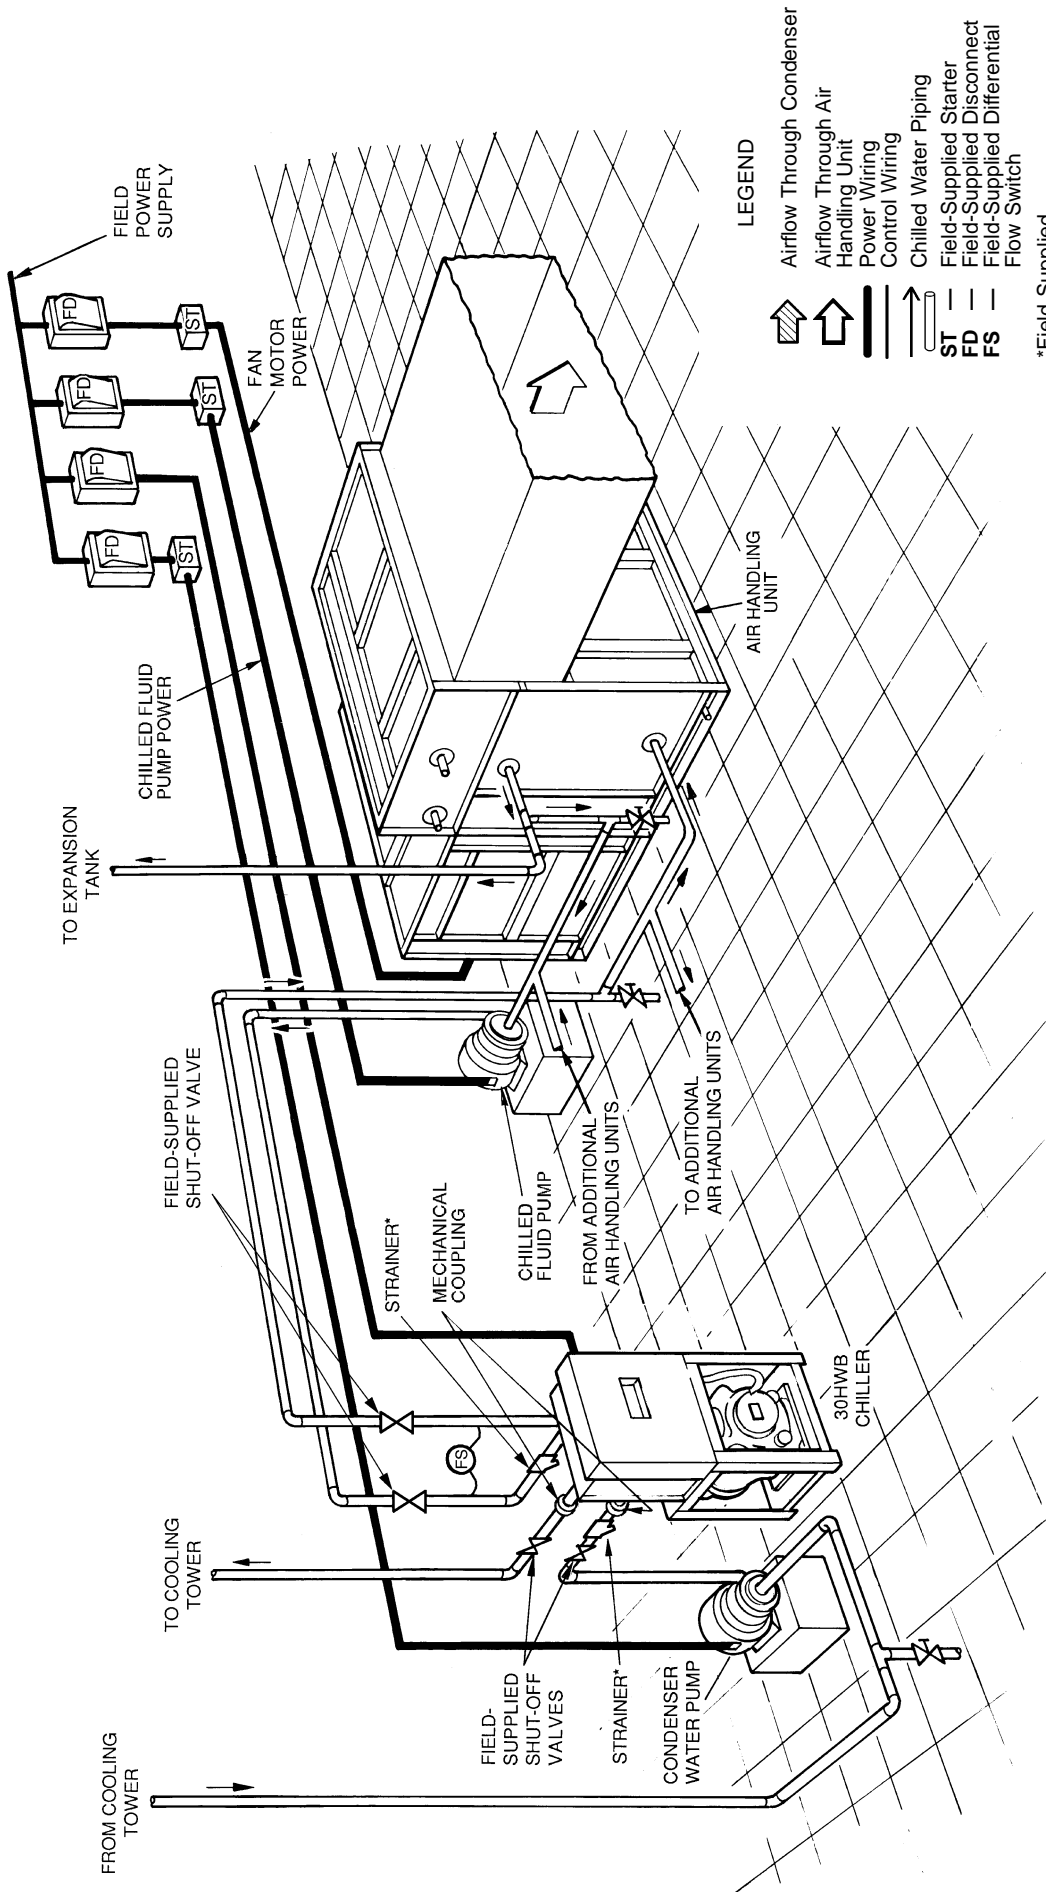 FROM COOLING
TOWER
TO COOLING
TOWER
FIELD-SUPPLIED
SHUT-OFF VALVE
TO EXPANSION
TANK
CHILLED FLUID
PUMP POWER
FIELD
POWER
SUPPLY
FD
FD
FD
FD
ST
ST
ST
FAN
MOTOR
POWER
STRAINER*
MECHANICAL
COUPLING
FS
FIELD-
SUPPLIED
SHUT-OFF
VALVES
STRAINER*
CONDENSER
WATER PUMP
CHILLED
FLUID PUMP
FROM ADDITIONAL
AIR HANDLING UNITS
TO ADDITIONAL
AIR HANDLING UNITS
AIR HANDLING
UNIT
30HWB
CHILLER
LEGEND
Airflow Through Condenser
Airflow Through Air
Handling Unit
Power Wiring
Control Wiring
Chilled Water Piping
ST — Field-Supplied Starter
FD — Field-Supplied Disconnect
FS — Field-Supplied Differential
Flow Switch
*Field Supplied